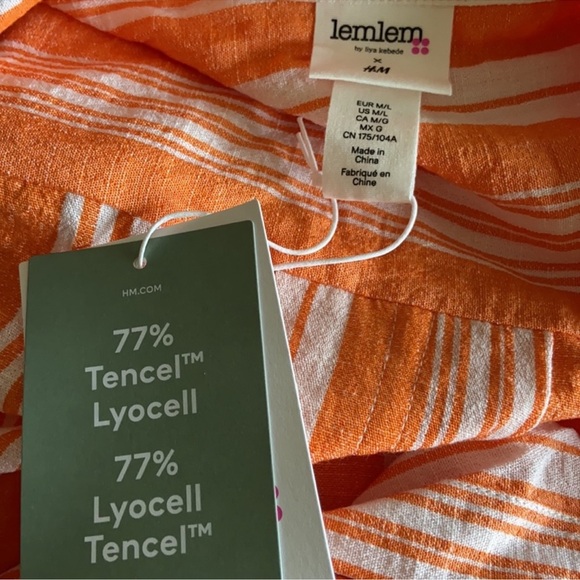 lemlem
by liya kebede
x
H&M
EUR M/L
US M/L
CA M/G
MX G
CN 175/104A
Made in
China
Fabriqué en
Chine
HM.COM
77%
Tencel™
Lyocell
77%
Lyocell
Tencel™